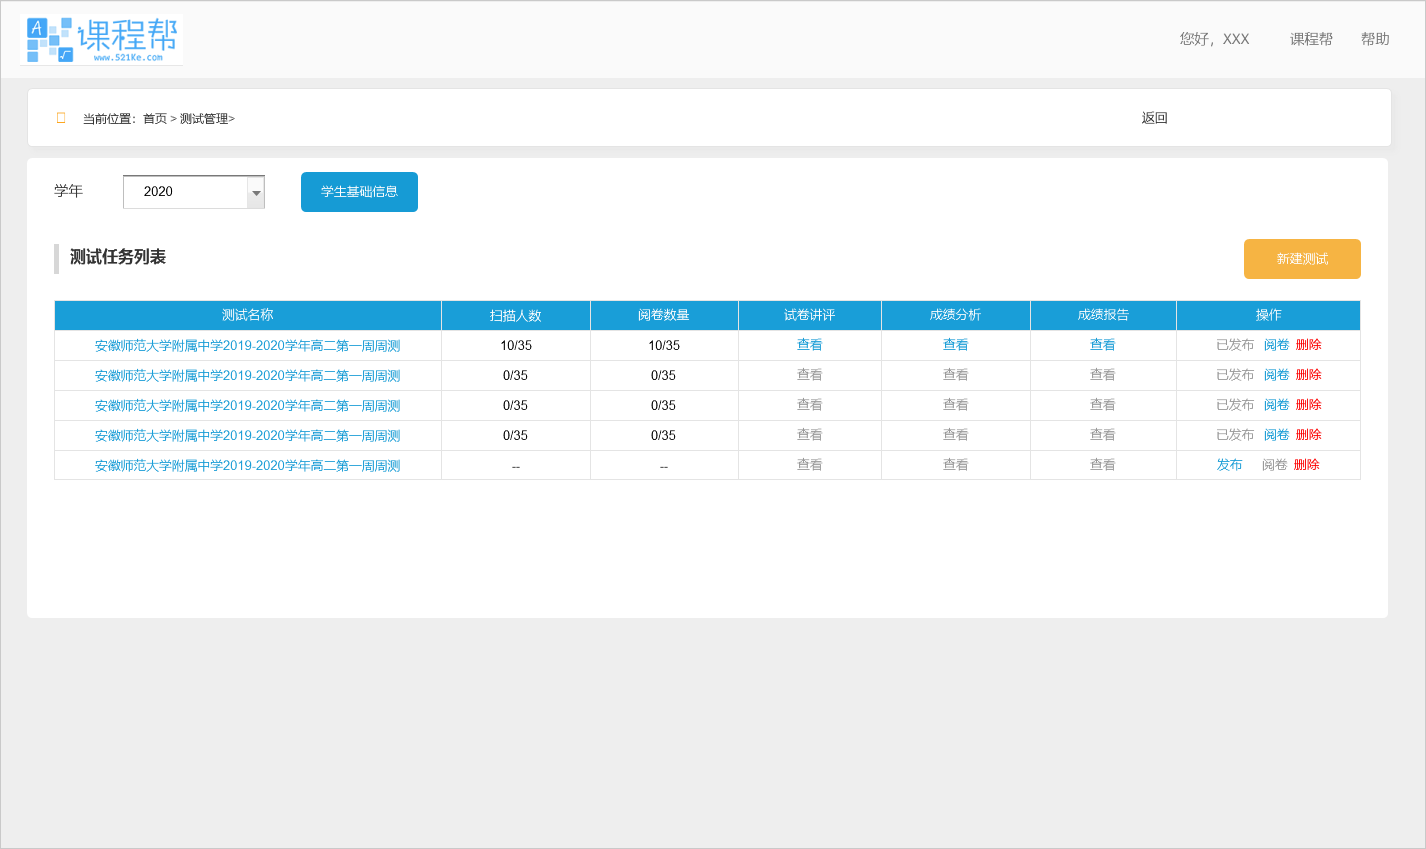 A 课程帮
√ www.521Ke.com
您好，XXX 课程帮 帮助
当前位置：首页 > 测试管理> 返回
学年 2020 学生基础信息
测试任务列表 新建测试
测试名称 扫描人数 阅卷数量 试卷讲评 成绩分析 成绩报告 操作
安徽师范大学附属中学2019-2020学年高二第一周周测 10/35 10/35 查看 查看 查看 已发布 阅卷 删除
安徽师范大学附属中学2019-2020学年高二第一周周测 0/35 0/35 查看 查看 查看 已发布 阅卷 删除
安徽师范大学附属中学2019-2020学年高二第一周周测 0/35 0/35 查看 查看 查看 已发布 阅卷 删除
安徽师范大学附属中学2019-2020学年高二第一周周测 0/35 0/35 查看 查看 查看 已发布 阅卷 删除
安徽师范大学附属中学2019-2020学年高二第一周周测 -- -- 查看 查看 查看 发布 阅卷 删除